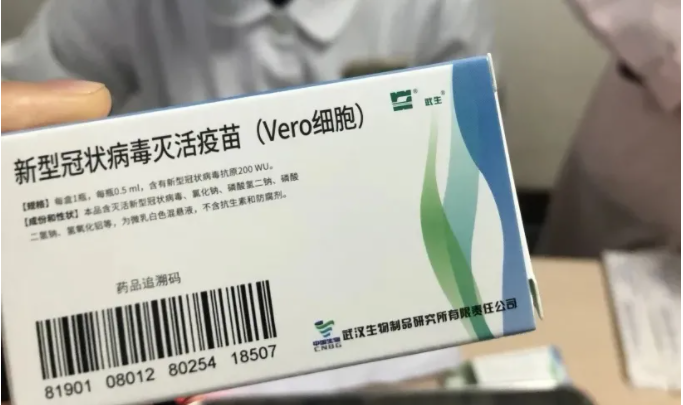 新型冠状病毒灭活疫苗（Vero细胞）
武生®
【规格】每盒1瓶，每瓶0.5 ml，含有新型冠状病毒抗原200 WU。
【成份和性状】本品含灭活新型冠状病毒、氯化钠、磷酸氢二钠、磷酸
二氢钠、氢氧化铝等，为微乳白色混悬液，不含抗生素和防腐剂。
药品追溯码
81901 08012 80254 18507
中国生物
CNBG
武汉生物制品研究所有限责任公司